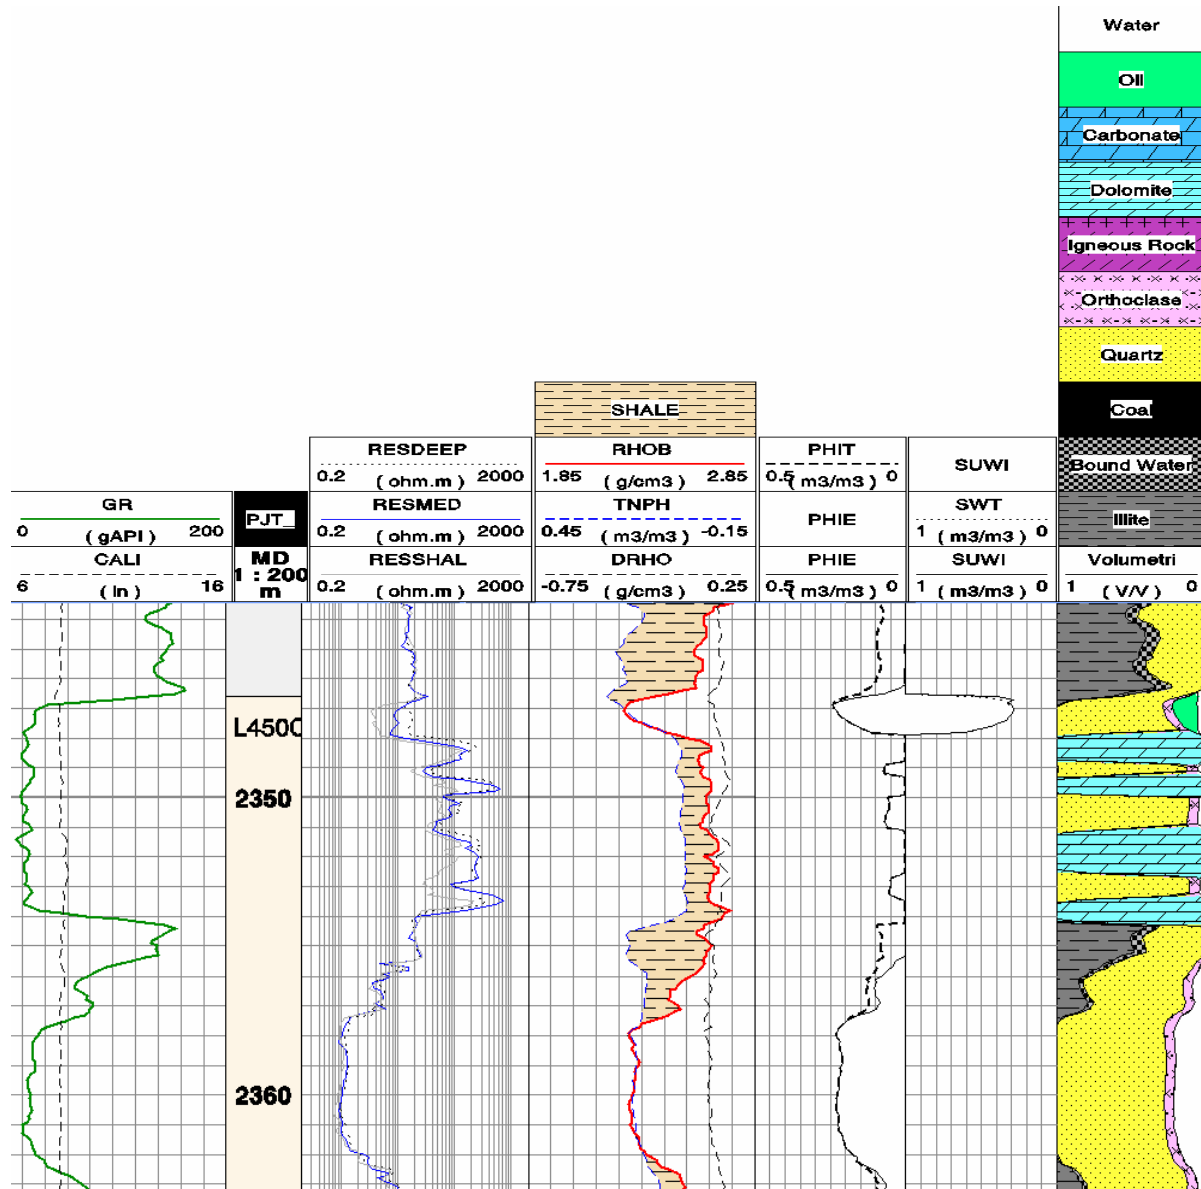 Water
Oil
Carbonate
Dolomite
Igneous Rock
Orthoclase
Quartz
SHALE
Coal
RESDEEP
0.2 (ohm.m) 2000
RHOB
1.85 (g/cm3) 2.85
PHIT
0.5 (m3/m3) 0
SUWI
Bound Water
GR
0 (gAPI) 200
PJT_
RESMED
0.2 (ohm.m) 2000
TNPH
0.45 (m3/m3) -0.15
PHIE
SWT
1 (m3/m3) 0
Illite
CALI
6 (in) 16
MD
1 : 200
m
RESSHAL
0.2 (ohm.m) 2000
DRHO
-0.75 (g/cm3) 0.25
PHIE
0.5 (m3/m3) 0
SUWI
1 (m3/m3) 0
Volumetri
1 (V/V) 0
L450
2350
2360